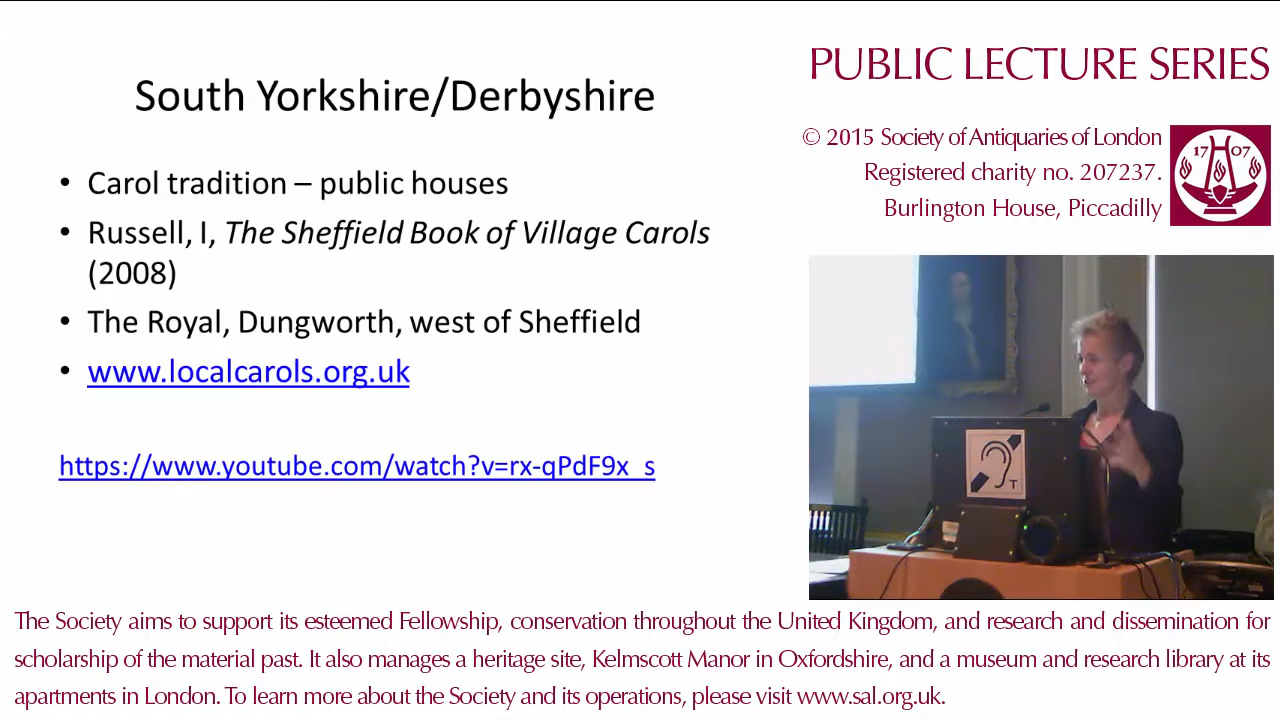 South Yorkshire/Derbyshire
• Carol tradition – public houses
• Russell, I, The Sheffield Book of Village Carols
(2008)
• The Royal, Dungworth, west of Sheffield
• www.localcarols.org.uk
https://www.youtube.com/watch?v=rx-qPdF9x_s
PUBLIC LECTURE SERIES
© 2015 Society of Antiquaries of London
Registered charity no. 207237.
Burlington House, Piccadilly
17 07
T
The Society aims to support its esteemed Fellowship, conservation throughout the United Kingdom, and research and dissemination for
scholarship of the material past. It also manages a heritage site, Kelmscott Manor in Oxfordshire, and a museum and research library at its
apartments in London. To learn more about the Society and its operations, please visit www.sal.org.uk.